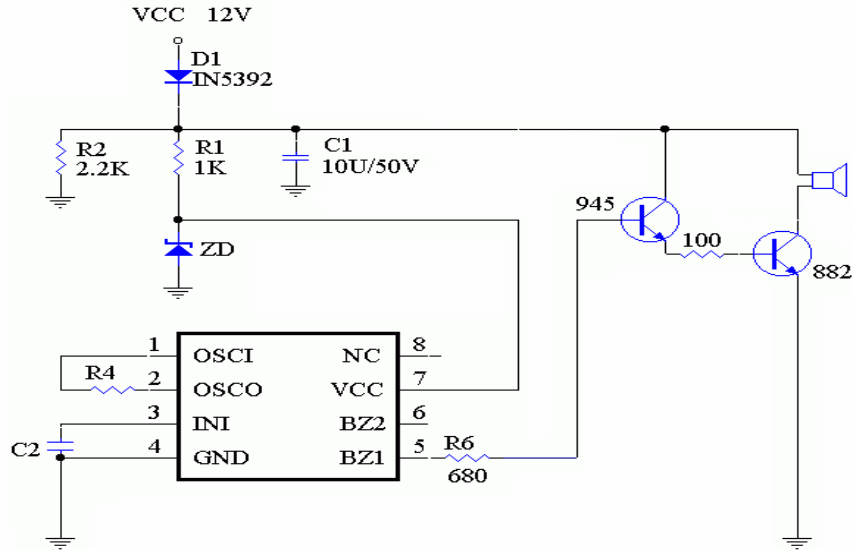 VCC 12V
D1
IN5392
R2
2.2K
R1
1K
C1
10U/50V
945
100
882
ZD
1
OSCI
NC
8
R4
2
OSCO
VCC
7
3
INI
BZ2
6
C2
4
GND
BZ1
5
R6
680